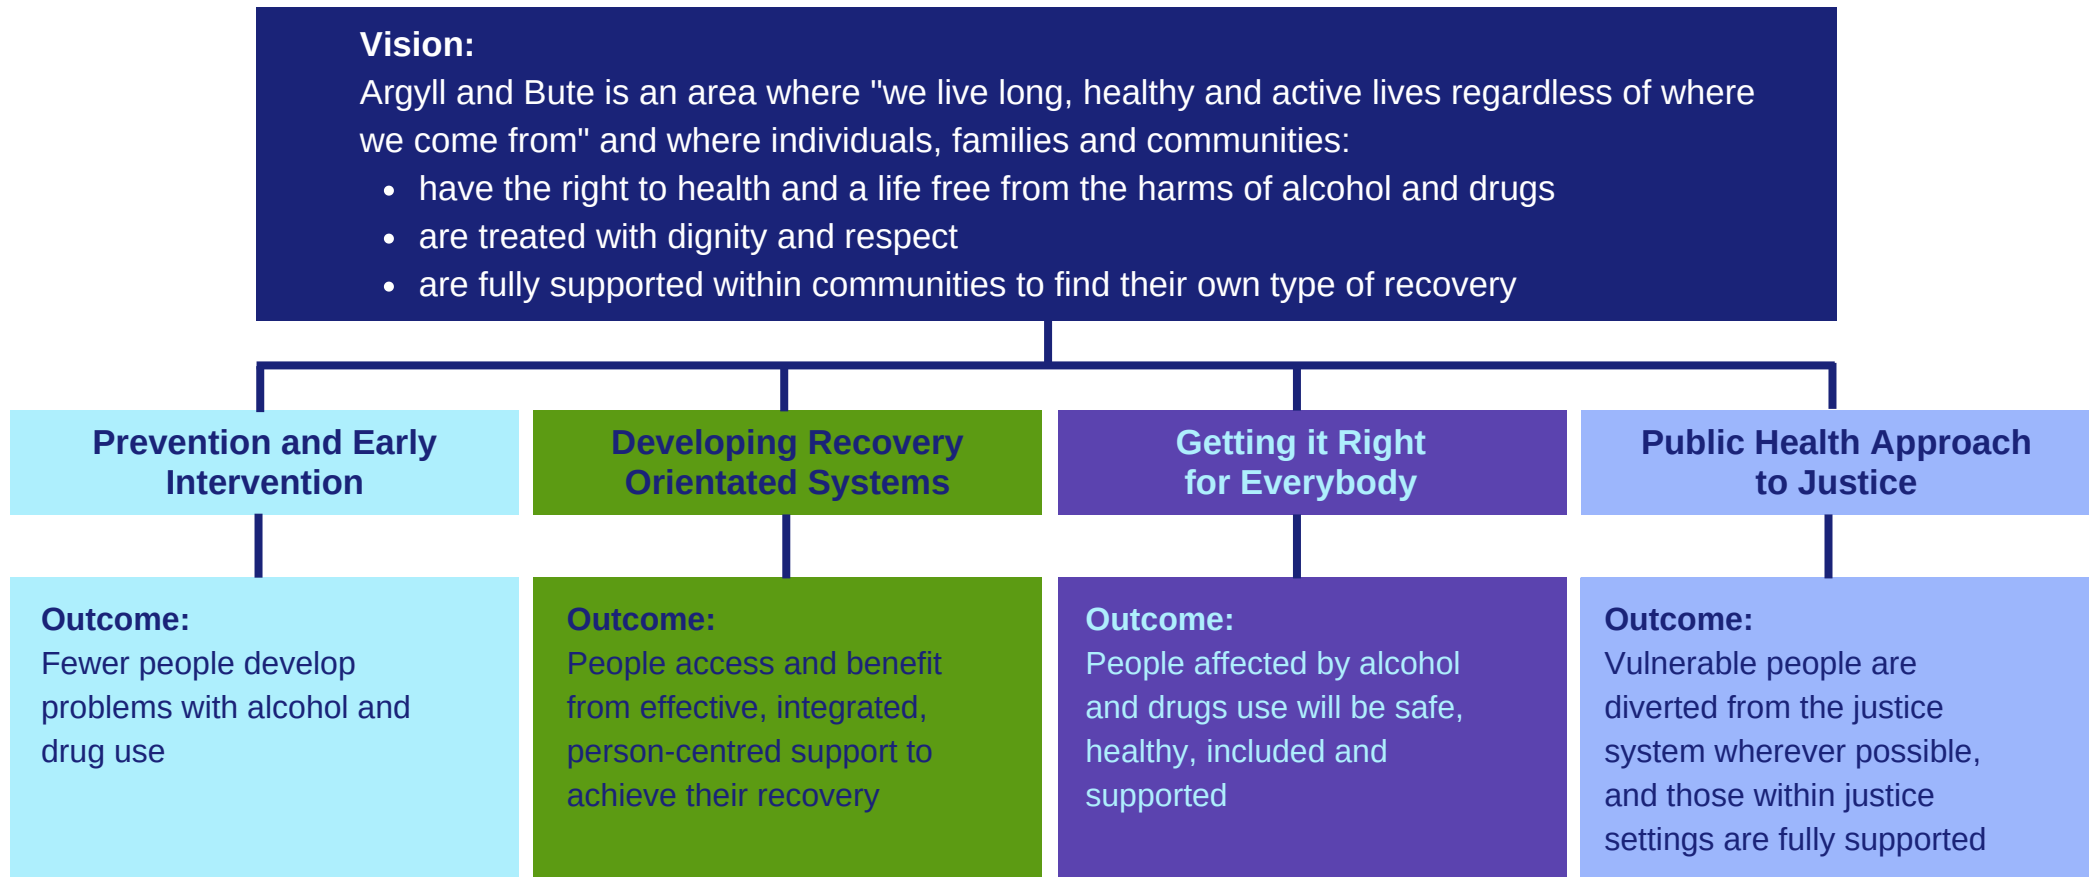 Vision:
Argyll and Bute is an area where "we live long, healthy and active lives regardless of where
we come from" and where individuals, families and communities:
• have the right to health and a life free from the harms of alcohol and drugs
• are treated with dignity and respect
• are fully supported within communities to find their own type of recovery
Prevention and Early
Intervention
Outcome:
Fewer people develop
problems with alcohol and
drug use
Developing Recovery
Orientated Systems
Outcome:
People access and benefit
from effective, integrated,
person-centred support to
achieve their recovery
Getting it Right
for Everybody
Outcome:
People affected by alcohol
and drugs use will be safe,
healthy, included and
supported
Public Health Approach
to Justice
Outcome:
Vulnerable people are
diverted from the justice
system wherever possible,
and those within justice
settings are fully supported